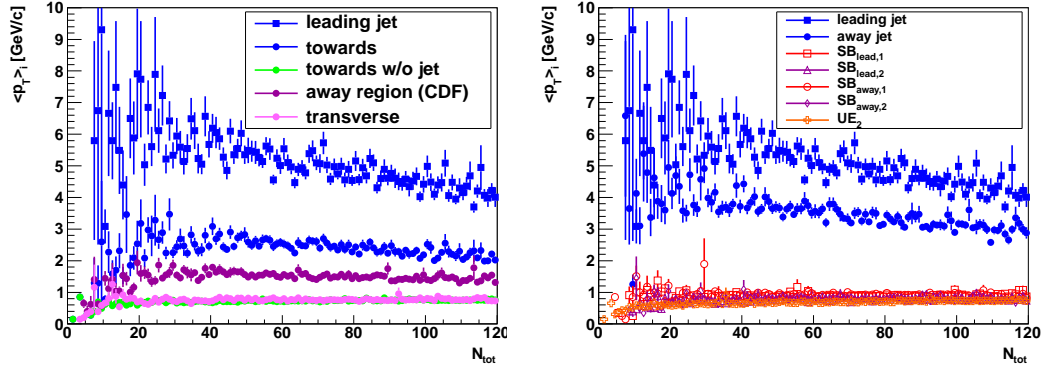 <p_T>_i [GeV/c]
10
9
8
7
6
5
4
3
2
1
0
leading jet
towards
towards w/o jet
away region (CDF)
transverse
0 20 40 60 80 100 120
N_tot
<p_T>_i [GeV/c]
10
9
8
7
6
5
4
3
2
1
0
leading jet
away jet
SB_lead,1
SB_lead,2
SB_away,1
SB_away,2
UE_2
0 20 40 60 80 100 120
N_tot